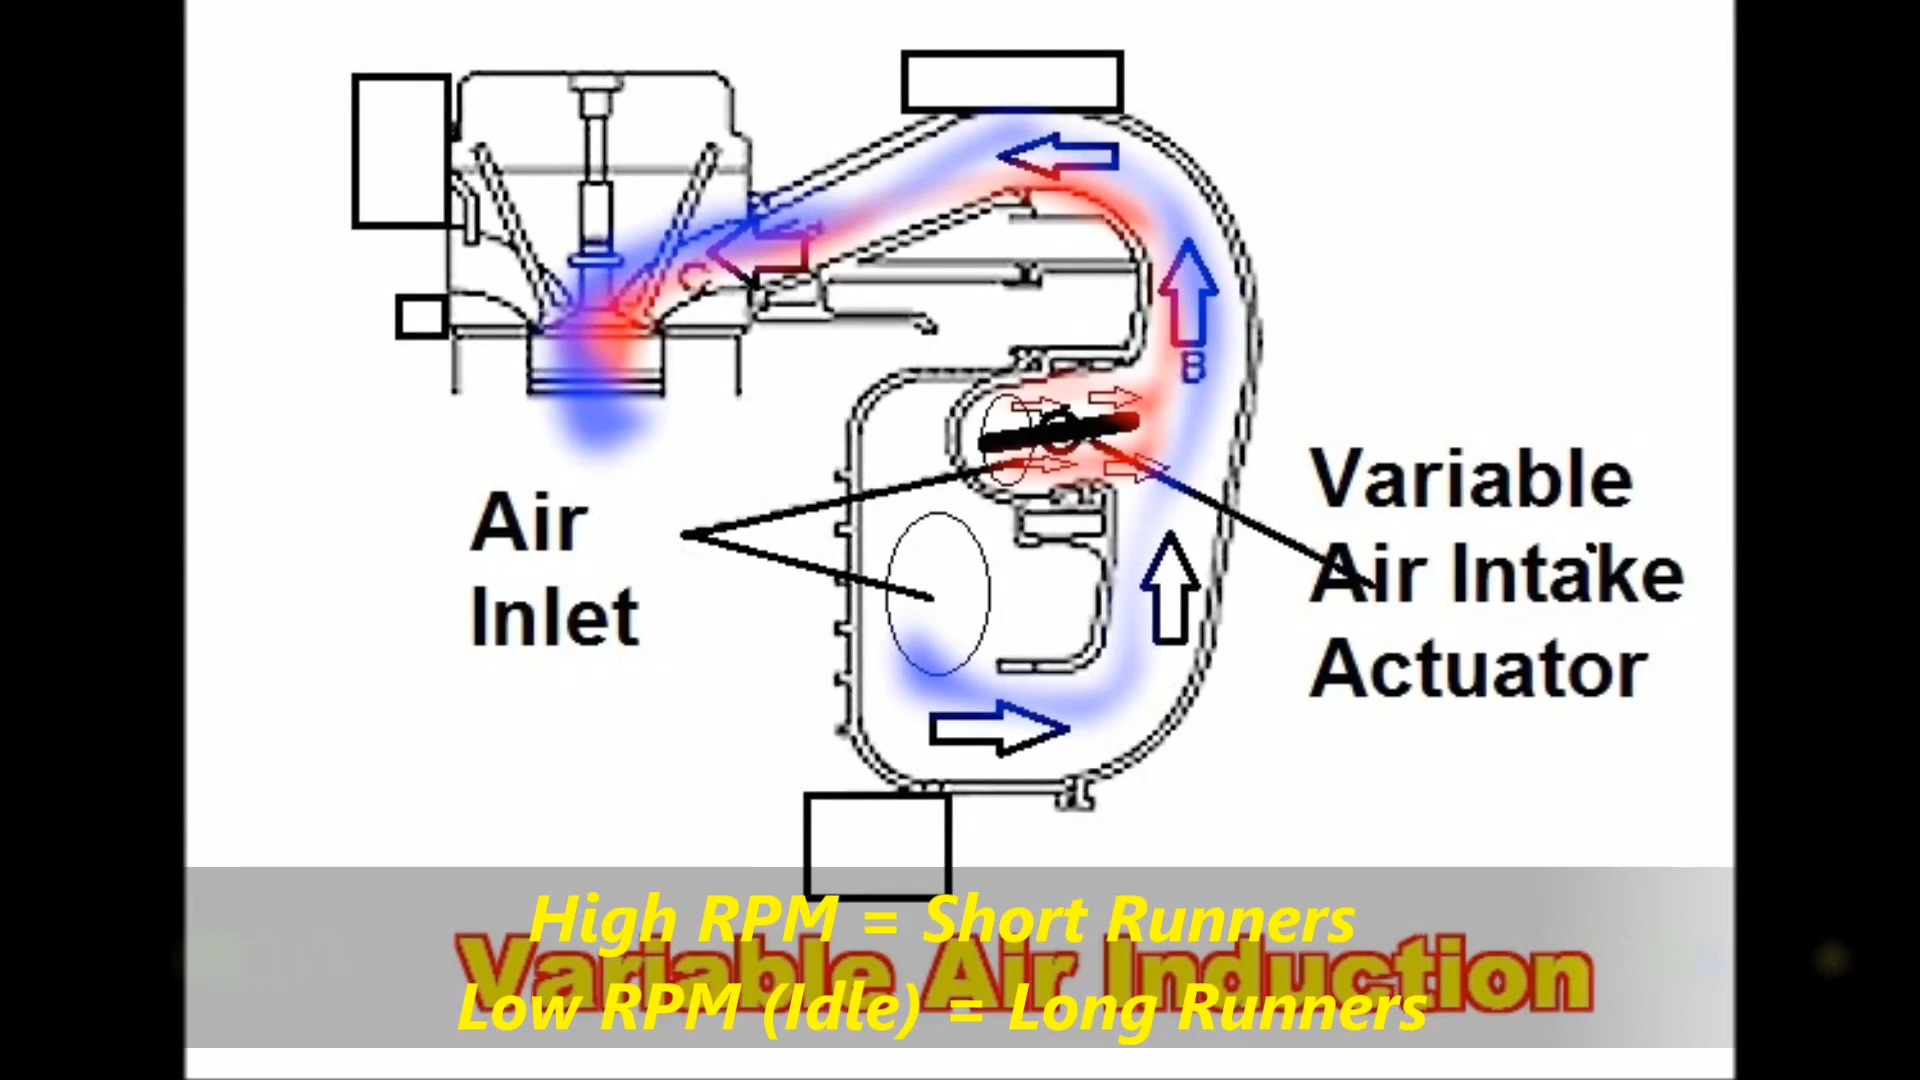 C
B
Air
Inlet
Variable
Air Intake
Actuator
High RPM = Short Runners
Variable Air Induction
Low RPM (Idle) = Long Runners